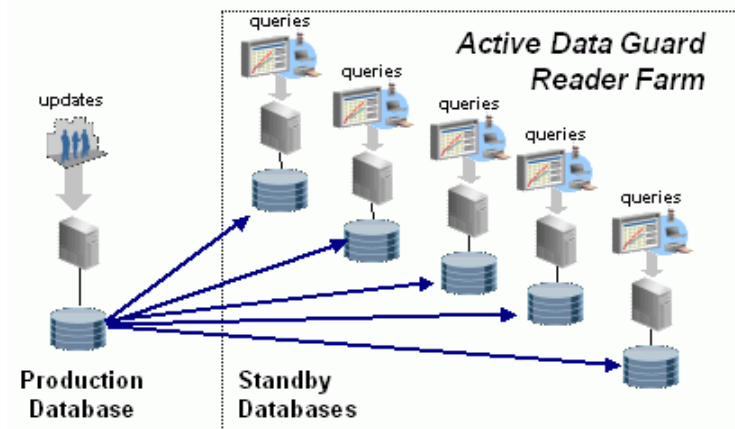 queries
Active Data Guard
Reader Farm
queries
updates
queries
queries
queries
Production
Database
Standby
Databases